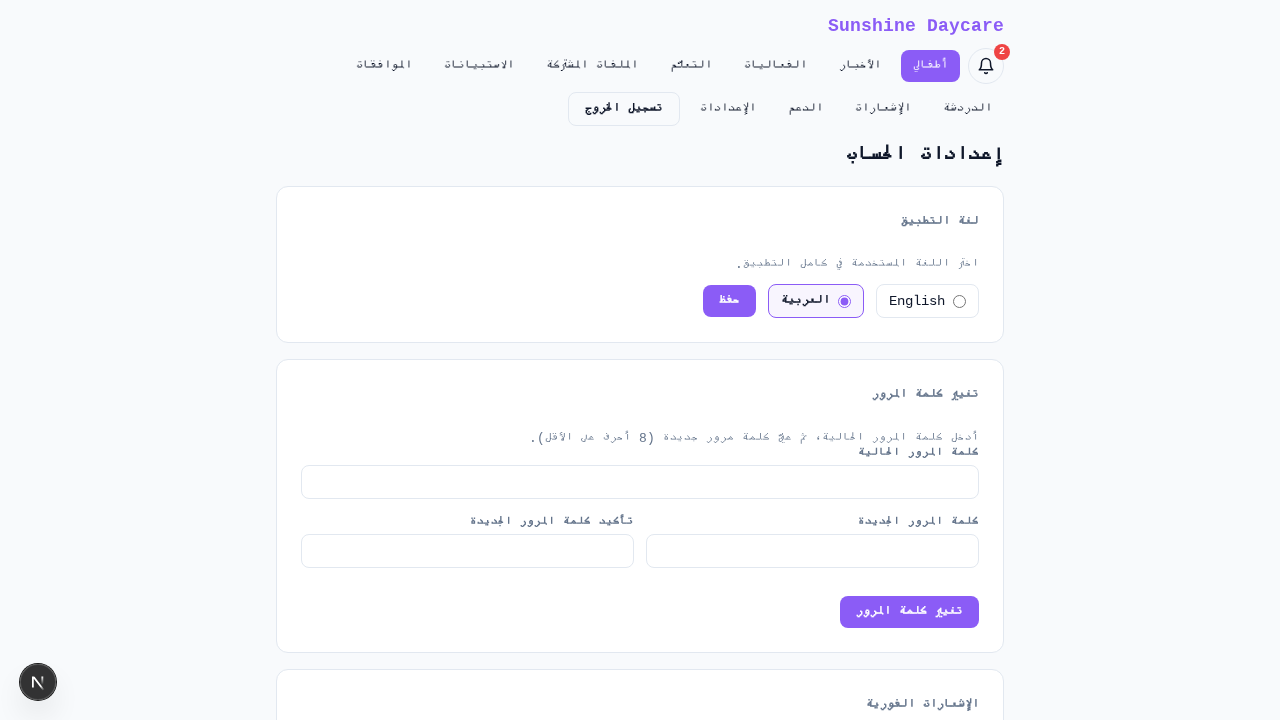 Sunshine Daycare
2
أطفالي
الأخبار
الفعاليات
التعلّم
الملفات المشتركة
الاستبيانات
الموافقات
الدردشة
الإشعارات
الدعم
الإعدادات
تسجيل الخروج
إعدادات الحساب
لغة التطبيق
اختر اللغة المستخدمة في كامل التطبيق.
English
العربية
حفظ
تغيير كلمة المرور
أدخل كلمة المرور الحالية، ثم عيّن كلمة مرور جديدة (8 أحرف على الأقل).
كلمة المرور الحالية
كلمة المرور الجديدة
تأكيد كلمة المرور الجديدة
تغيير كلمة المرور
الإشعارات الفورية
N